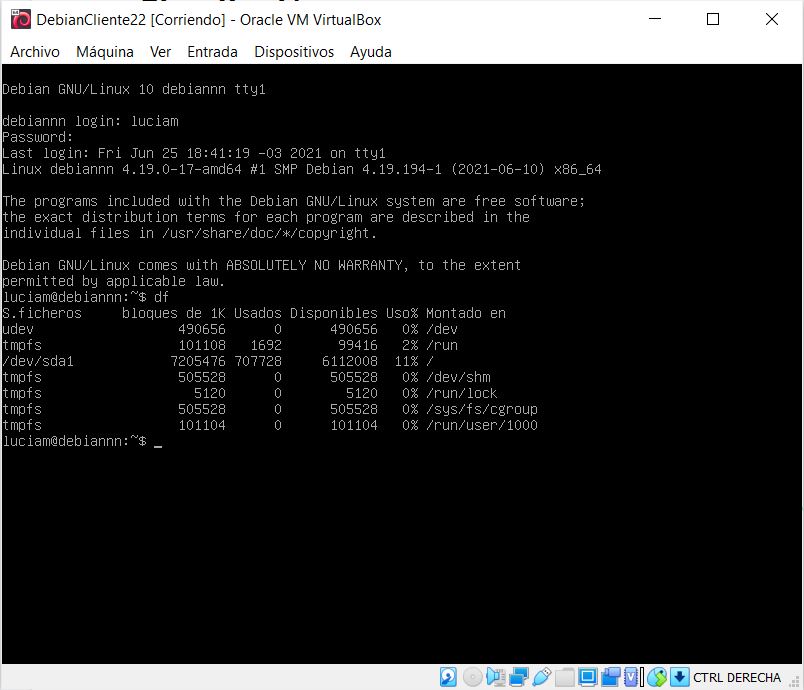 DebianCliente22 [Corriendo] - Oracle VM VirtualBox
Archivo Máquina Ver Entrada Dispositivos Ayuda
Debian GNU/Linux 10 debiannn tty1
debiannn login: luciam
Password:
Last login: Fri Jun 25 18:41:19 -03 2021 on tty1
Linux debiannn 4.19.0-17-amd64 #1 SMP Debian 4.19.194-1 (2021-06-10) x86_64
The programs included with the Debian GNU/Linux system are free software;
the exact distribution terms for each program are described in the
individual files in /usr/share/doc/*/copyright.
Debian GNU/Linux comes with ABSOLUTELY NO WARRANTY, to the extent
permitted by applicable law.
luciam@debiannn:~$ df
S.ficheros     bloques de 1K Usados Disponibles Uso% Montado en
udev                  490656      0      490656   0% /dev
tmpfs                 101108   1692       99416   2% /run
/dev/sda1            7205476 707728     6112008  11% /
tmpfs                 505528      0      505528   0% /dev/shm
tmpfs                   5120      0        5120   0% /run/lock
tmpfs                 505528      0      505528   0% /sys/fs/cgroup
tmpfs                 101104      0      101104   0% /run/user/1000
luciam@debiannn:~$ _
CTRL DERECHA